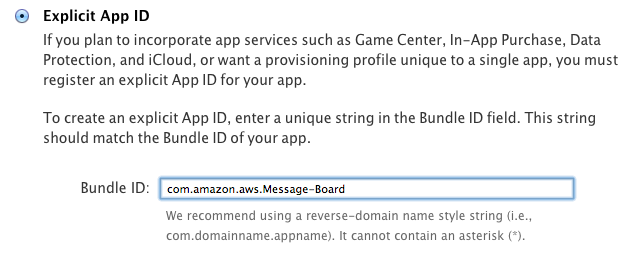 Explicit App ID
If you plan to incorporate app services such as Game Center, In-App Purchase, Data
Protection, and iCloud, or want a provisioning profile unique to a single app, you must
register an explicit App ID for your app.
To create an explicit App ID, enter a unique string in the Bundle ID field. This string
should match the Bundle ID of your app.
Bundle ID: com.amazon.aws.Message-Board
We recommend using a reverse-domain name style string (i.e.,
com.domainname.appname). It cannot contain an asterisk (*).